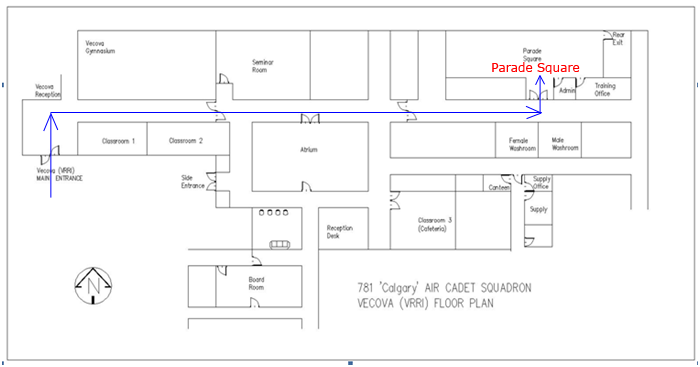 Vecova
Gymnasium
Seminar
Room
Parade
Square
Rear
Exit
Parade Square
Vecova
Reception
Admin
Training
Office
Classroom 1
Classroom 2
Atrium
Female
Washroom
Male
Washroom
Vecova (VRRI)
MAIN ENTRANCE
Side
Entrance
Canteen
Supply
Office
Supply
Reception
Desk
Classroom 3
(Cafeteria)
Board
Room
N
781 'Calgary' AIR CADET SQUADRON
VECOVA (VRRI) FLOOR PLAN